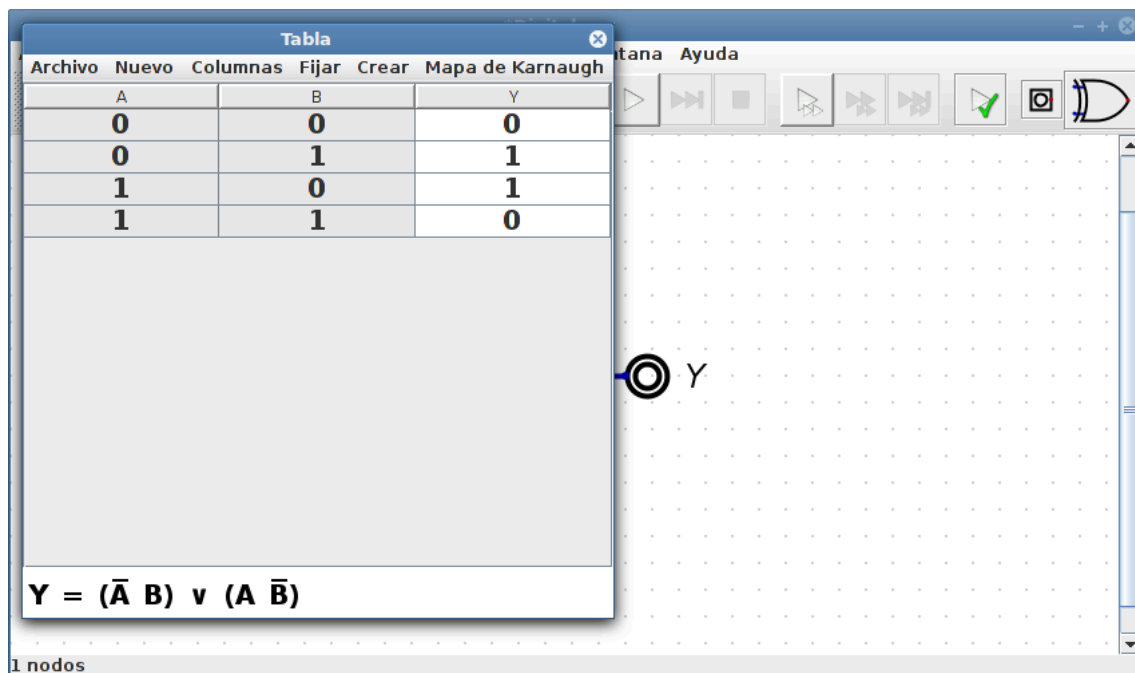 Tabla
Archivo Nuevo Columnas Fijar Crear Mapa de Karnaugh
Ayuda
A B Y
0 0 0
0 1 1
1 0 1
1 1 0
Y
Y = (A̅ B) ∨ (A B̅)
1 nodos